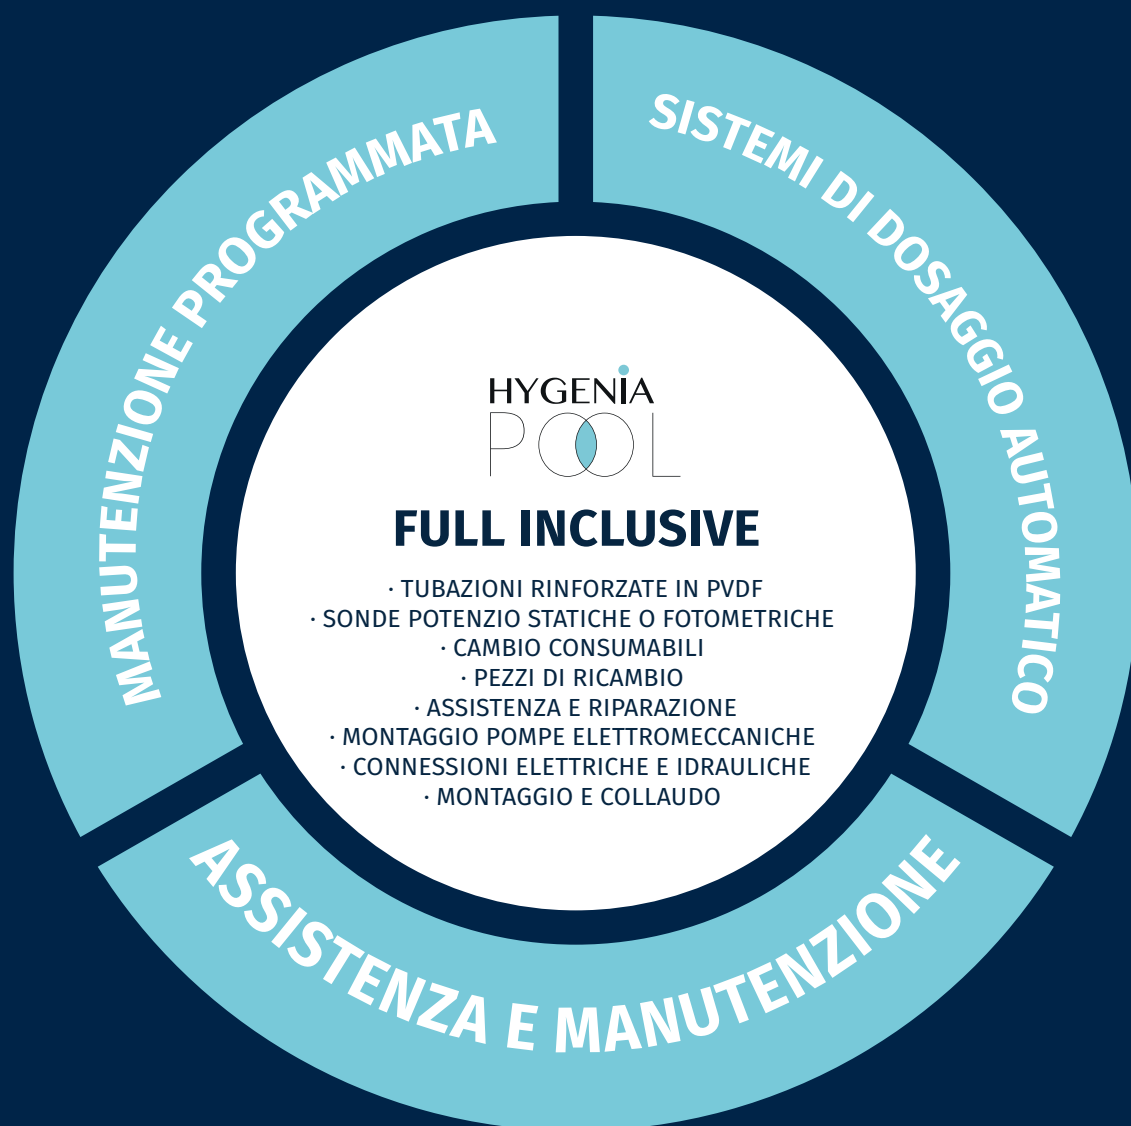 MANUTENZIONE PROGRAMMATA
SISTEMI DI DOSAGGIO AUTOMATICO
HYGENIA
POOL
FULL INCLUSIVE
· TUBAZIONI RINFORZATE IN PVDF
· SONDE POTENZIO STATICHE O FOTOMETRICHE
· CAMBIO CONSUMABILI
· PEZZI DI RICAMBIO
· ASSISTENZA E RIPARAZIONE
· MONTAGGIO POMPE ELETTROMECCANICHE
· CONNESSIONI ELETTRICHE E IDRAULICHE
· MONTAGGIO E COLLAUDO
ASSISTENZA E MANUTENZIONE